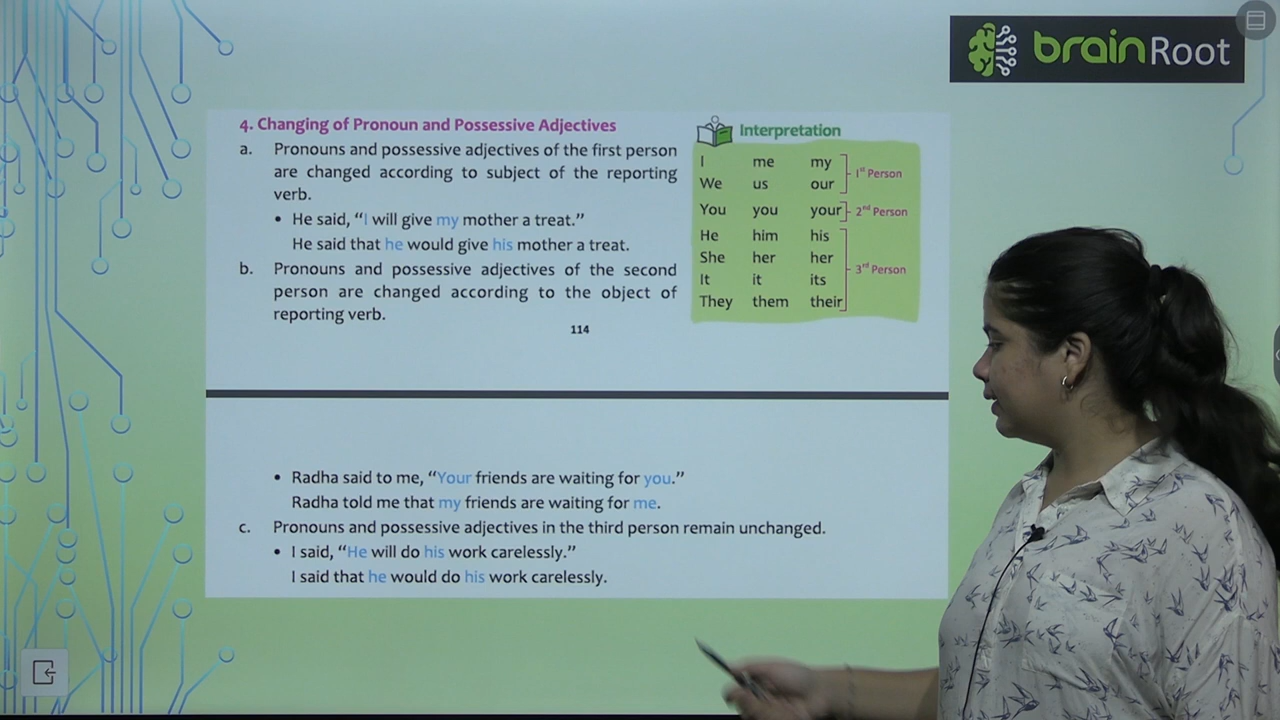 brainRoot
4. Changing of Pronoun and Possessive Adjectives
a. Pronouns and possessive adjectives of the first person
are changed according to subject of the reporting
verb.
• He said, “I will give my mother a treat.”
He said that he would give his mother a treat.
b. Pronouns and possessive adjectives of the second
person are changed according to the object of
reporting verb.
114
Interpretation
I me my
We us our
1st Person
You you your 2nd Person
He him his
She her her
It it its
They them their
3rd Person
• Radha said to me, “Your friends are waiting for you.”
Radha told me that my friends are waiting for me.
c. Pronouns and possessive adjectives in the third person remain unchanged.
• I said, “He will do his work carelessly.”
I said that he would do his work carelessly.